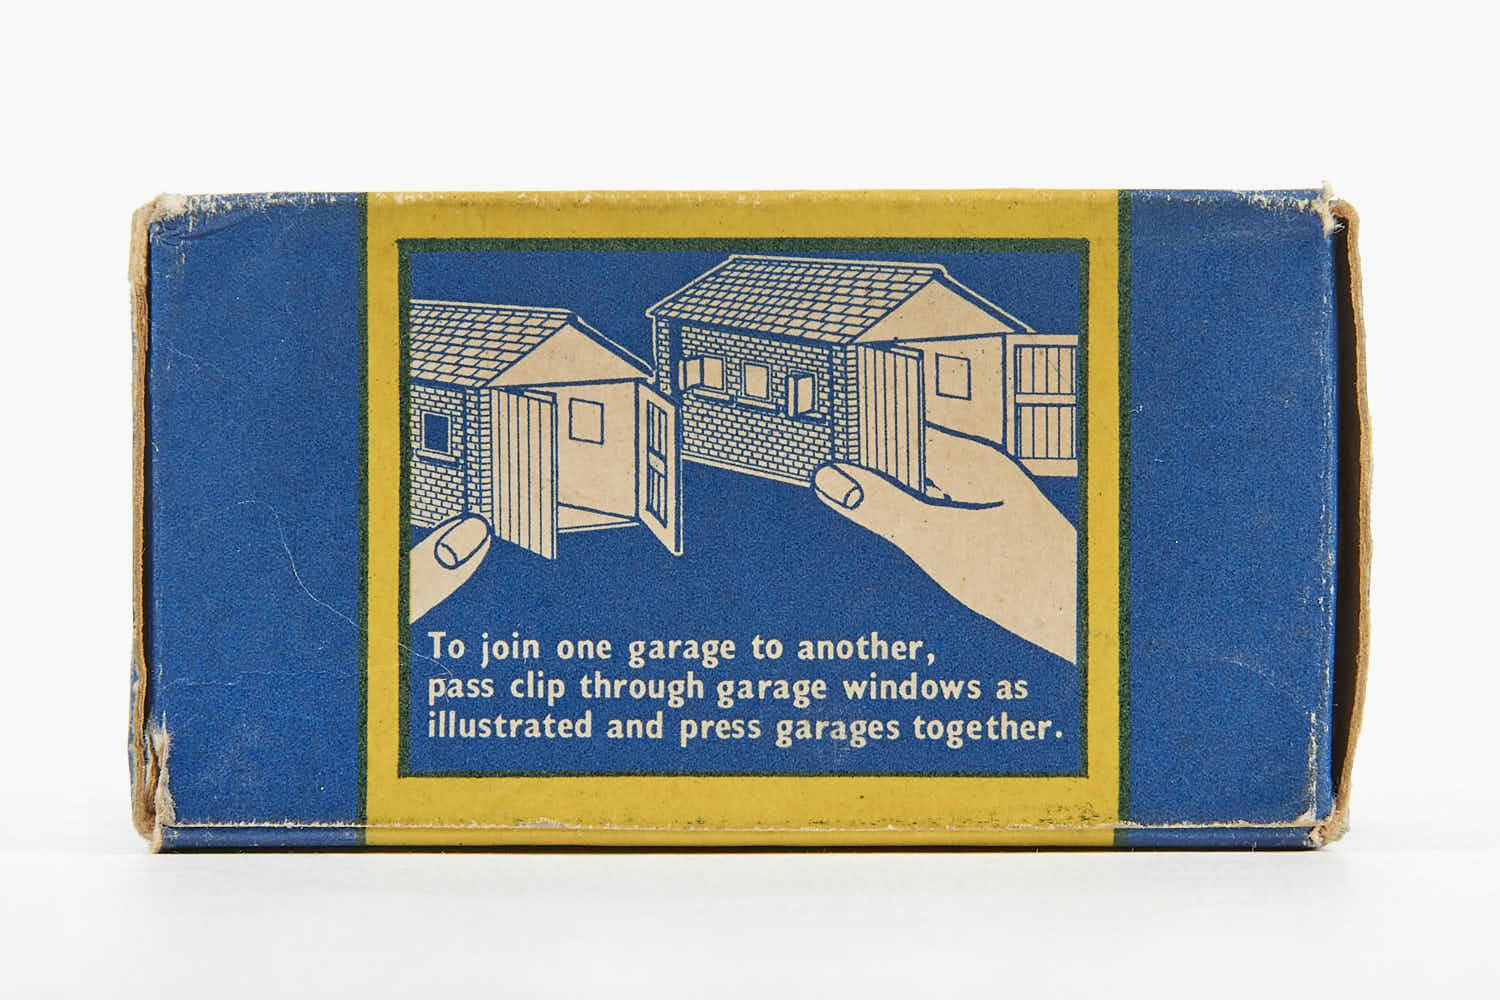 To join one garage to another,
pass clip through garage windows as
illustrated and press garages together.